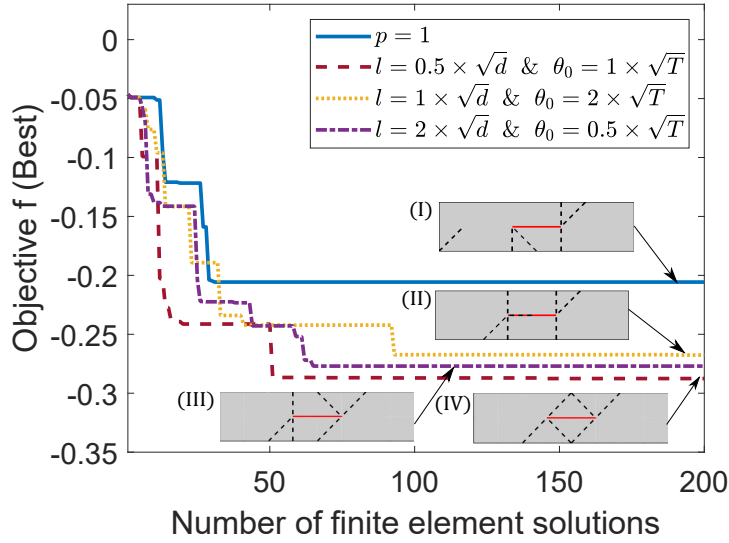 0
-0.05
-0.1
-0.15
-0.2
-0.25
-0.3
-0.35
Objective f (Best)
p = 1
l = 0.5 × √d & θ₀ = 1 × √T
l = 1 × √d & θ₀ = 2 × √T
l = 2 × √d & θ₀ = 0.5 × √T
(I)
(II)
(III)
(IV)
50
100
150
200
Number of finite element solutions